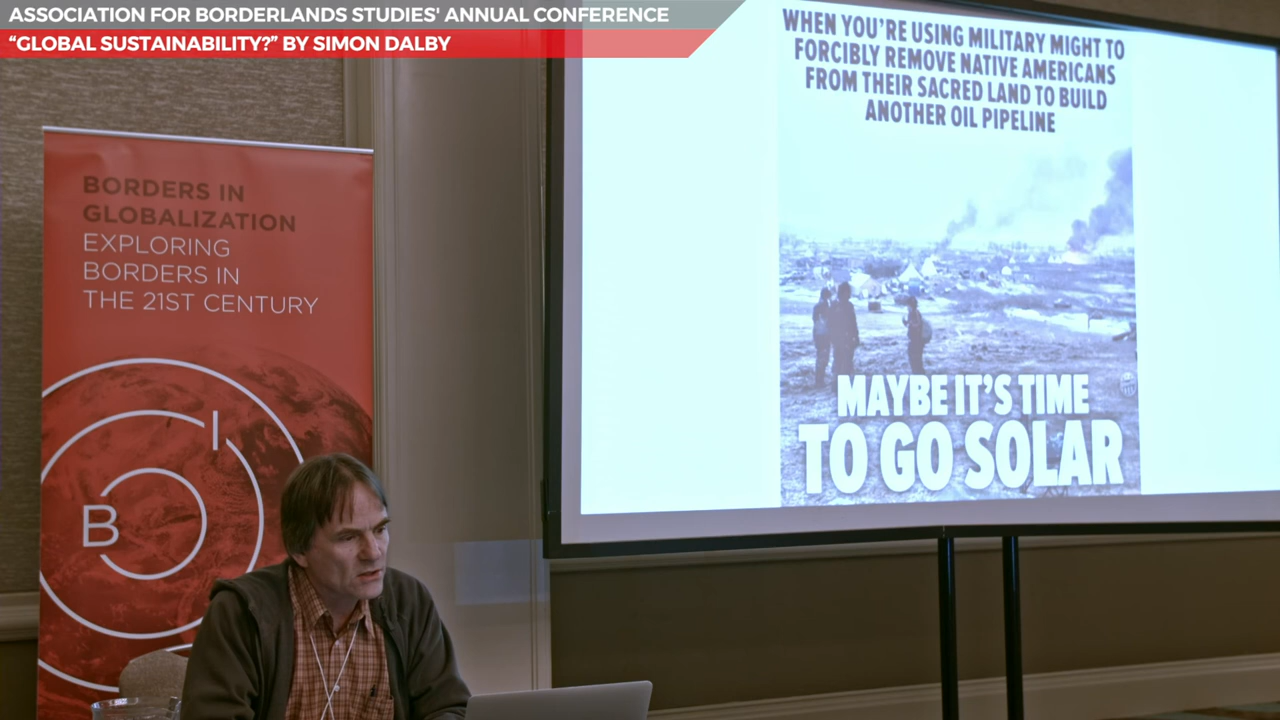 ASSOCIATION FOR BORDERLANDS STUDIES' ANNUAL CONFERENCE
“GLOBAL SUSTAINABILITY?” BY SIMON DALBY
WHEN YOU'RE USING MILITARY MIGHT TO
FORCIBLY REMOVE NATIVE AMERICANS
FROM THEIR SACRED LAND TO BUILD
ANOTHER OIL PIPELINE
MAYBE IT'S TIME
TO GO SOLAR
BORDERS IN
GLOBALIZATION
EXPLORING
BORDERS IN
THE 21ST CENTURY
B I